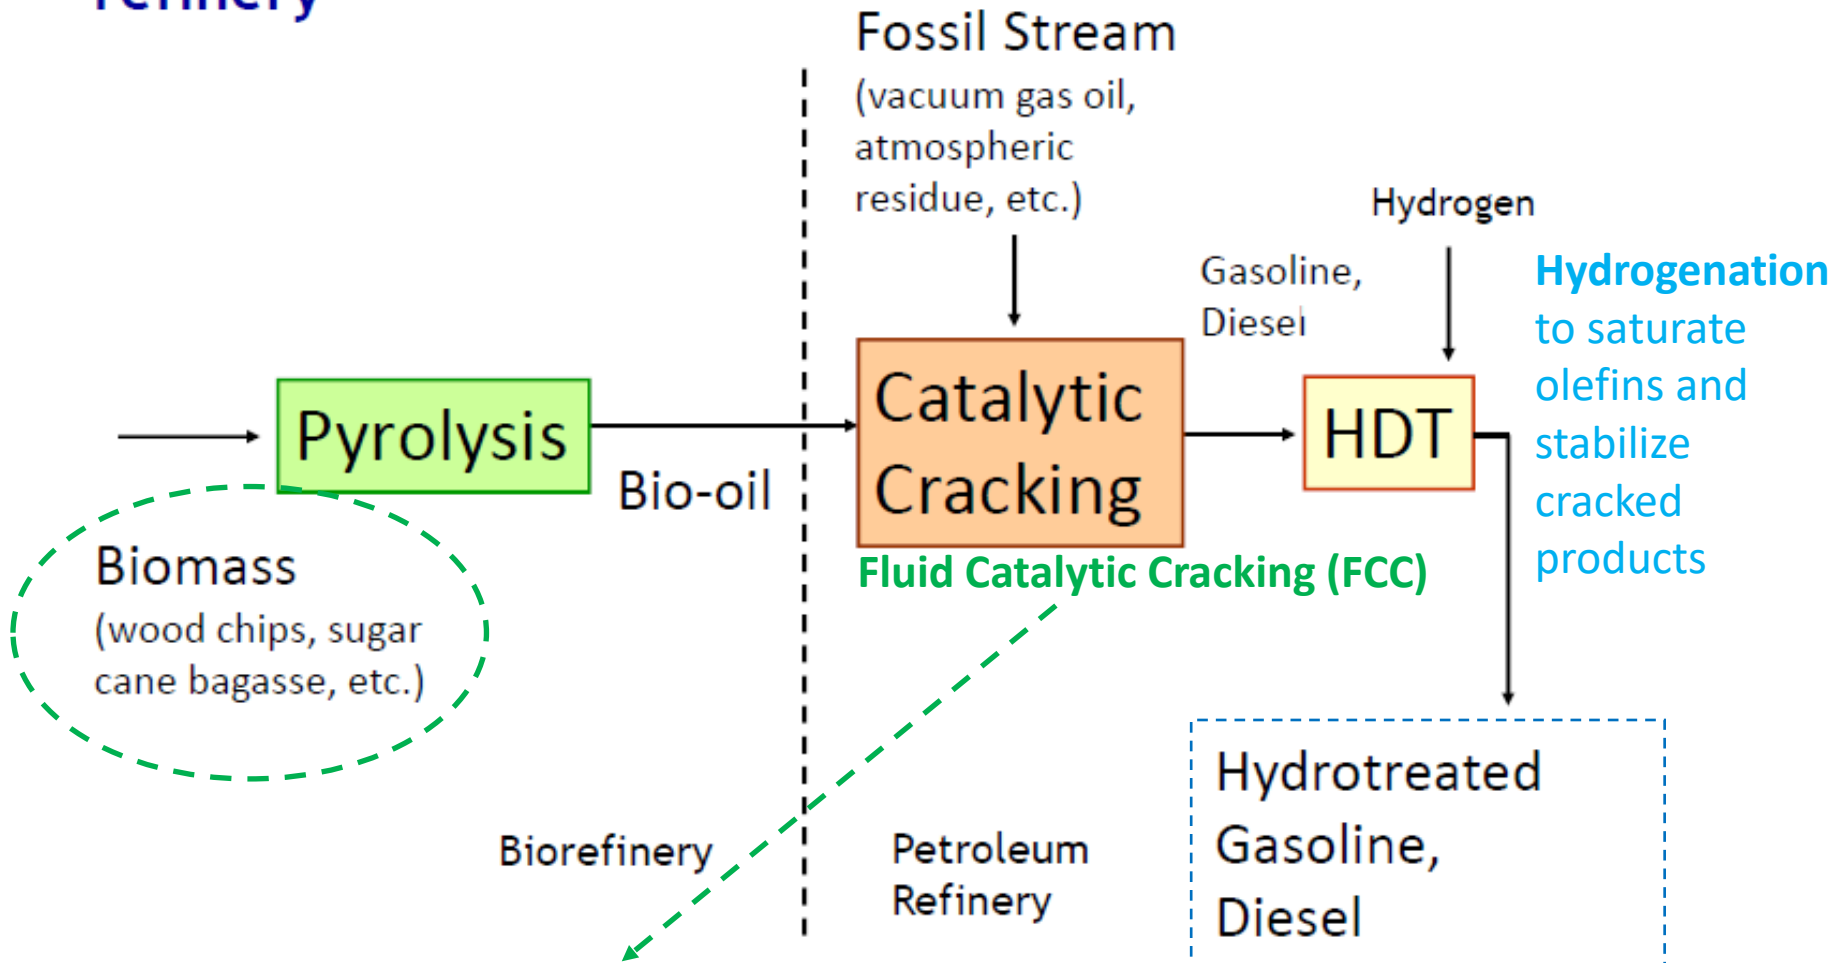 refinery
Fossil Stream
(vacuum gas oil,
atmospheric
residue, etc.)
Hydrogen
Gasoline,
Diesel
Hydrogenation
to saturate
olefins and
stabilize
cracked
products
Pyrolysis
Bio-oil
Catalytic
Cracking
HDT
Fluid Catalytic Cracking (FCC)
Biomass
(wood chips, sugar
cane bagasse, etc.)
Biorefinery
Petroleum
Refinery
Hydrotreated
Gasoline,
Diesel